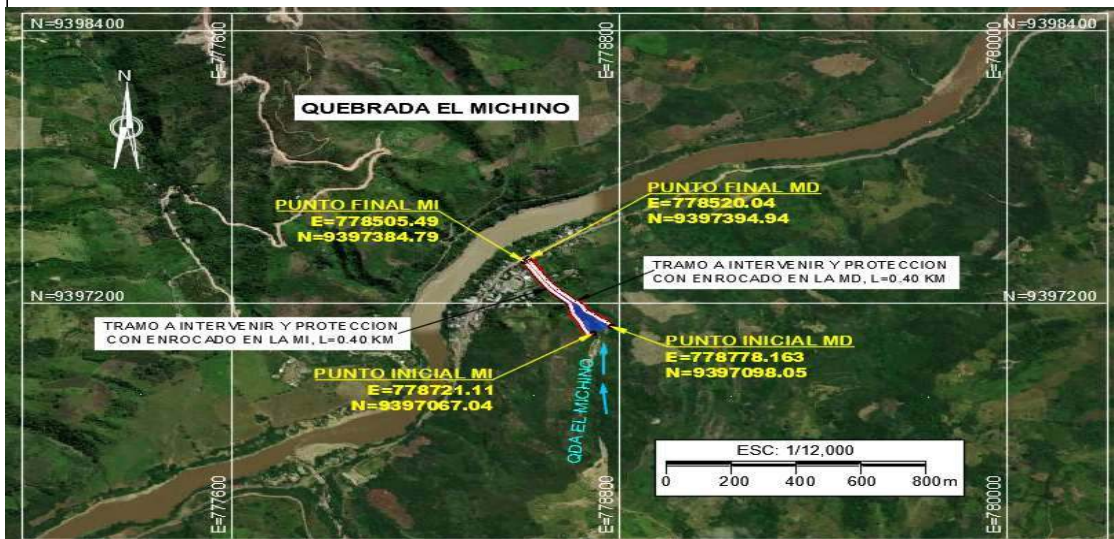 N=9398400
E=777600
E=778800
E=780000
N=9398400
N
QUEBRADA EL MICHINO
PUNTO FINAL MI
E=778505.49
N=9397384.79
PUNTO FINAL MD
E=778520.04
N=9397394.94
TRAMO A INTERVENIR Y PROTECCION
CON ENROCADO EN LA MD, L=0.40 KM
N=9397200
N=9397200
TRAMO A INTERVENIR Y PROTECCION
CON ENROCADO EN LA MI, L=0.40 KM
PUNTO INICIAL MD
E=778778.163
N=9397098.05
PUNTO INICIAL MI
E=778721.11
N=9397067.04
QDA EL MICHINO
ESC: 1/12,000
0 200 400 600 800m
E=777600
E=778800
E=780000